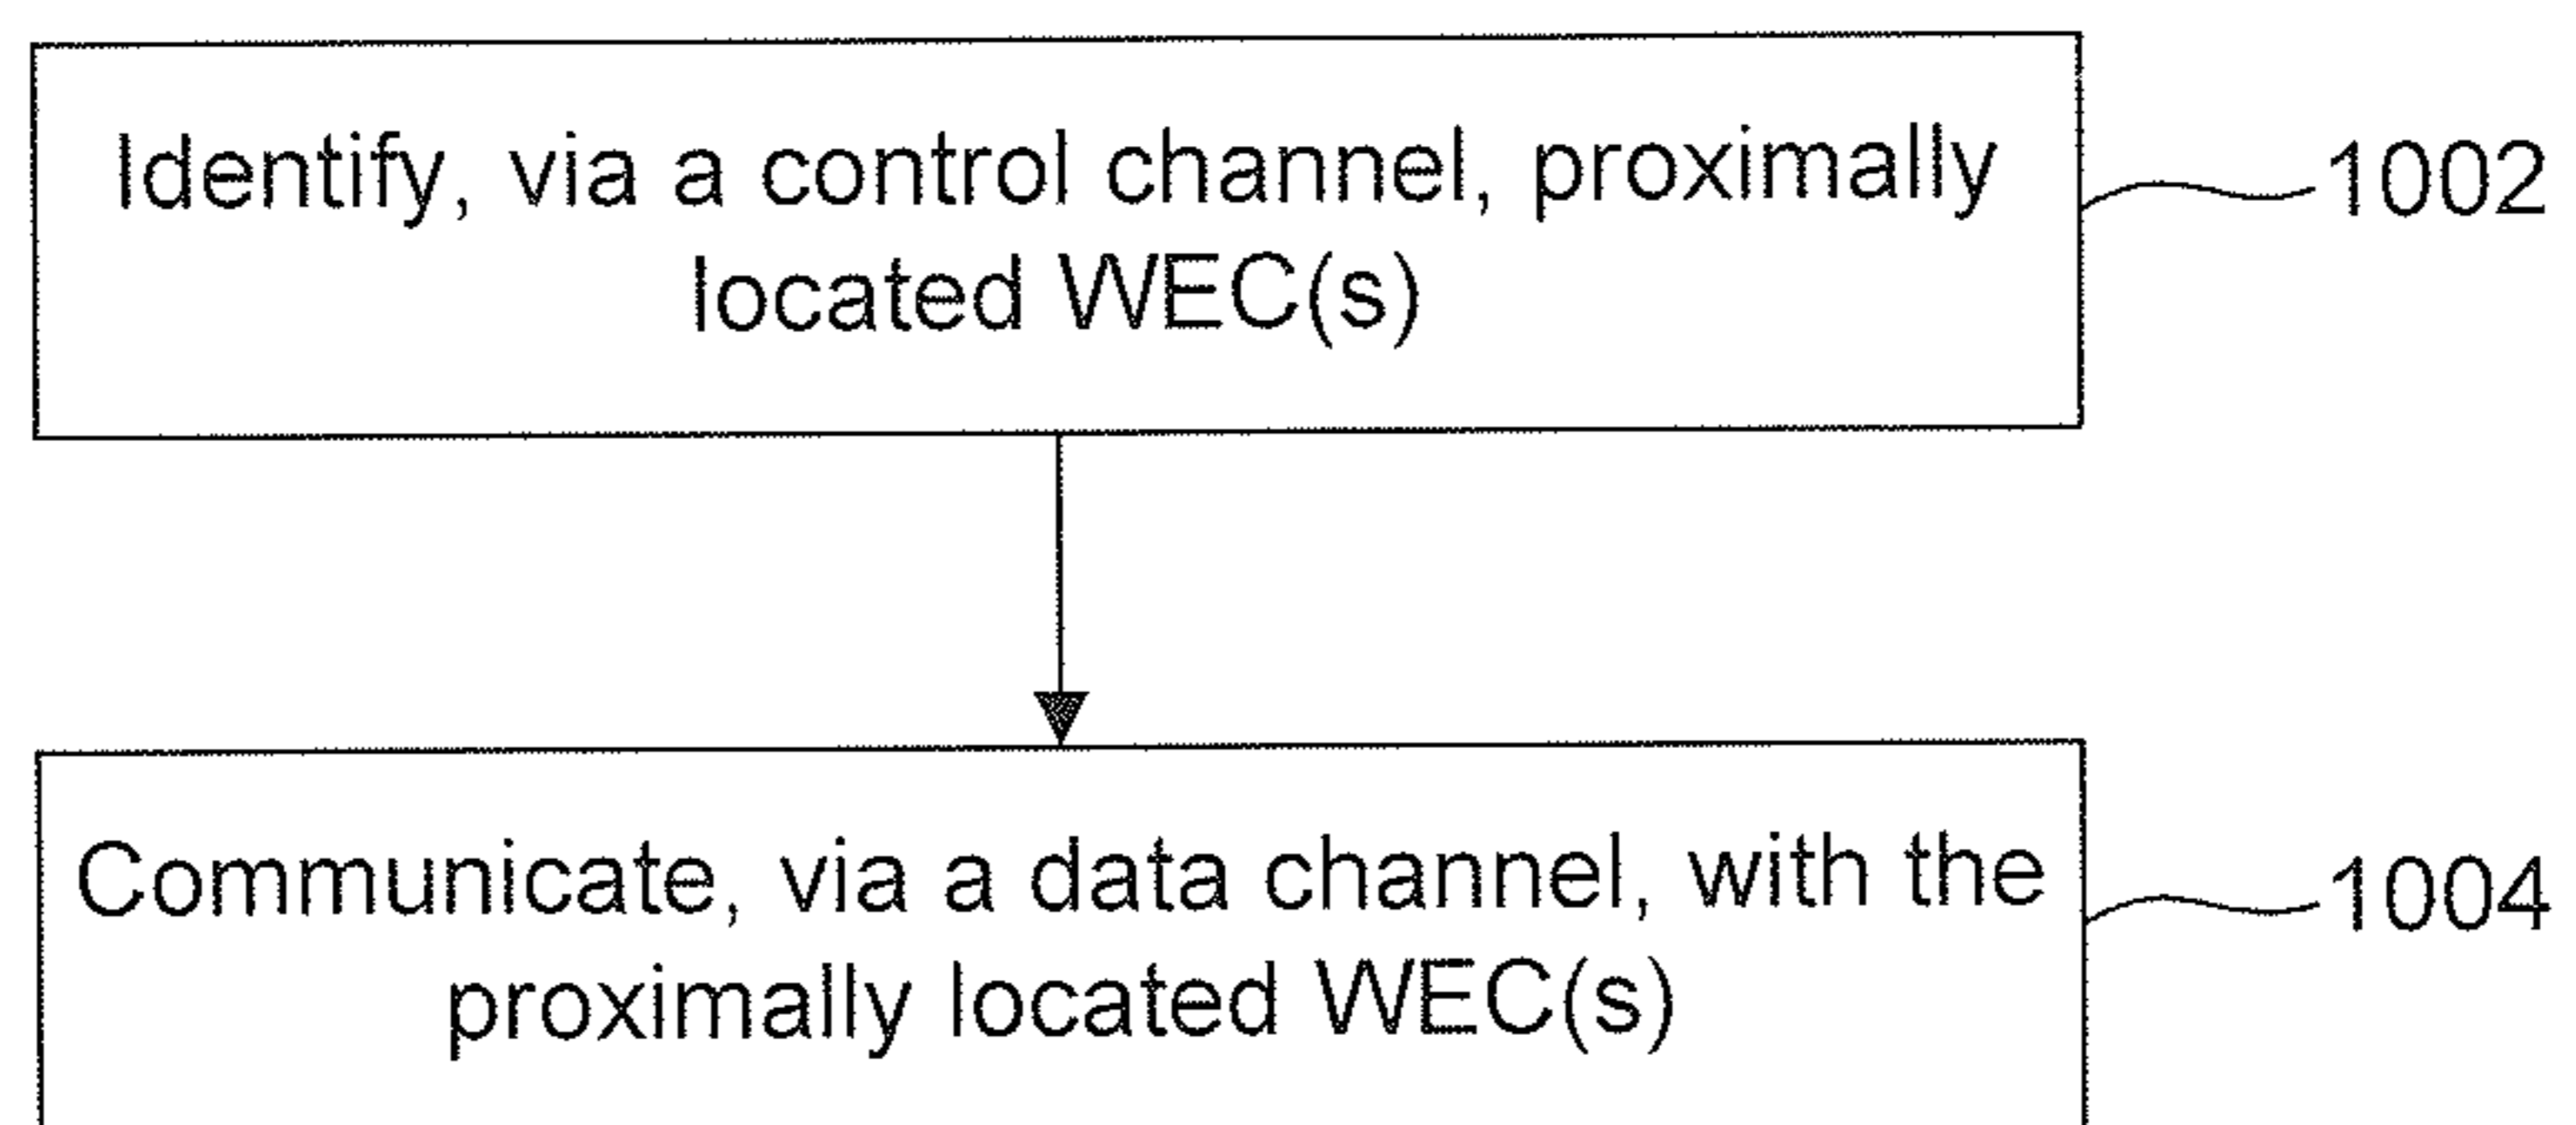 Identify, via a control channel, proximally
located WEC(s)
1002
Communicate, via a data channel, with the
proximally located WEC(s)
1004